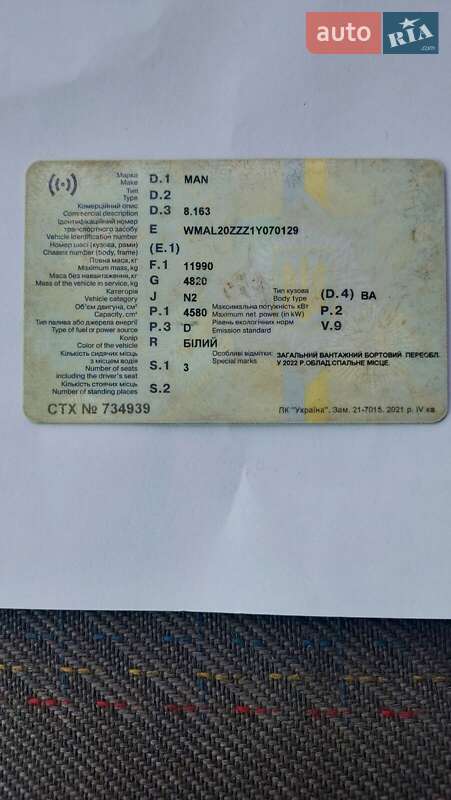 auto RIA .com
Марка
Make D.1 MAN
Тип
Type D.2
Комерційний опис
Commercial description D.3 8.163
Ідентифікаційний номер
транспортного засобу E WMAL20ZZZ1Y070129
Vehicle identification number
Номер шасі (кузова, рами) (E.1)
Chassis number (body, frame)
Повна маса, кг F.1 11990
Maximum mass, kg
Маса без навантаження, кг G 4820
Mass of the vehicle in service, kg
Категорія J N2
Vehicle category
Тип кузова (D.4) ВА
Body type
Об'єм двигуна, см³ P.1 4580
Capacity, cm³
Максимальна потужність кВт P.2
Maximum net. power (in kW)
Тип палива або джерела енергії P.3 D
Type of fuel or power source
Рівень екологічних норм V.9
Emission standard
Колір R БІЛИЙ
Color of the vehicle
Кількість сидячих місць
з місцем водія S.1 3
Number of seats
including the driver's seat
Особливі відмітки: ЗАГАЛЬНИЙ ВАНТАЖНИЙ БОРТОВИЙ ПЕРЕОБЛ.
Special marks У 2022 Р.ОБЛАД.СПАЛЬНЕ МІСЦЕ.
Кількість стоячих місць S.2
Number of standing places
СТХ № 734939
ПК "Україна". Зам. 21-7015. 2021 р. IV кв.